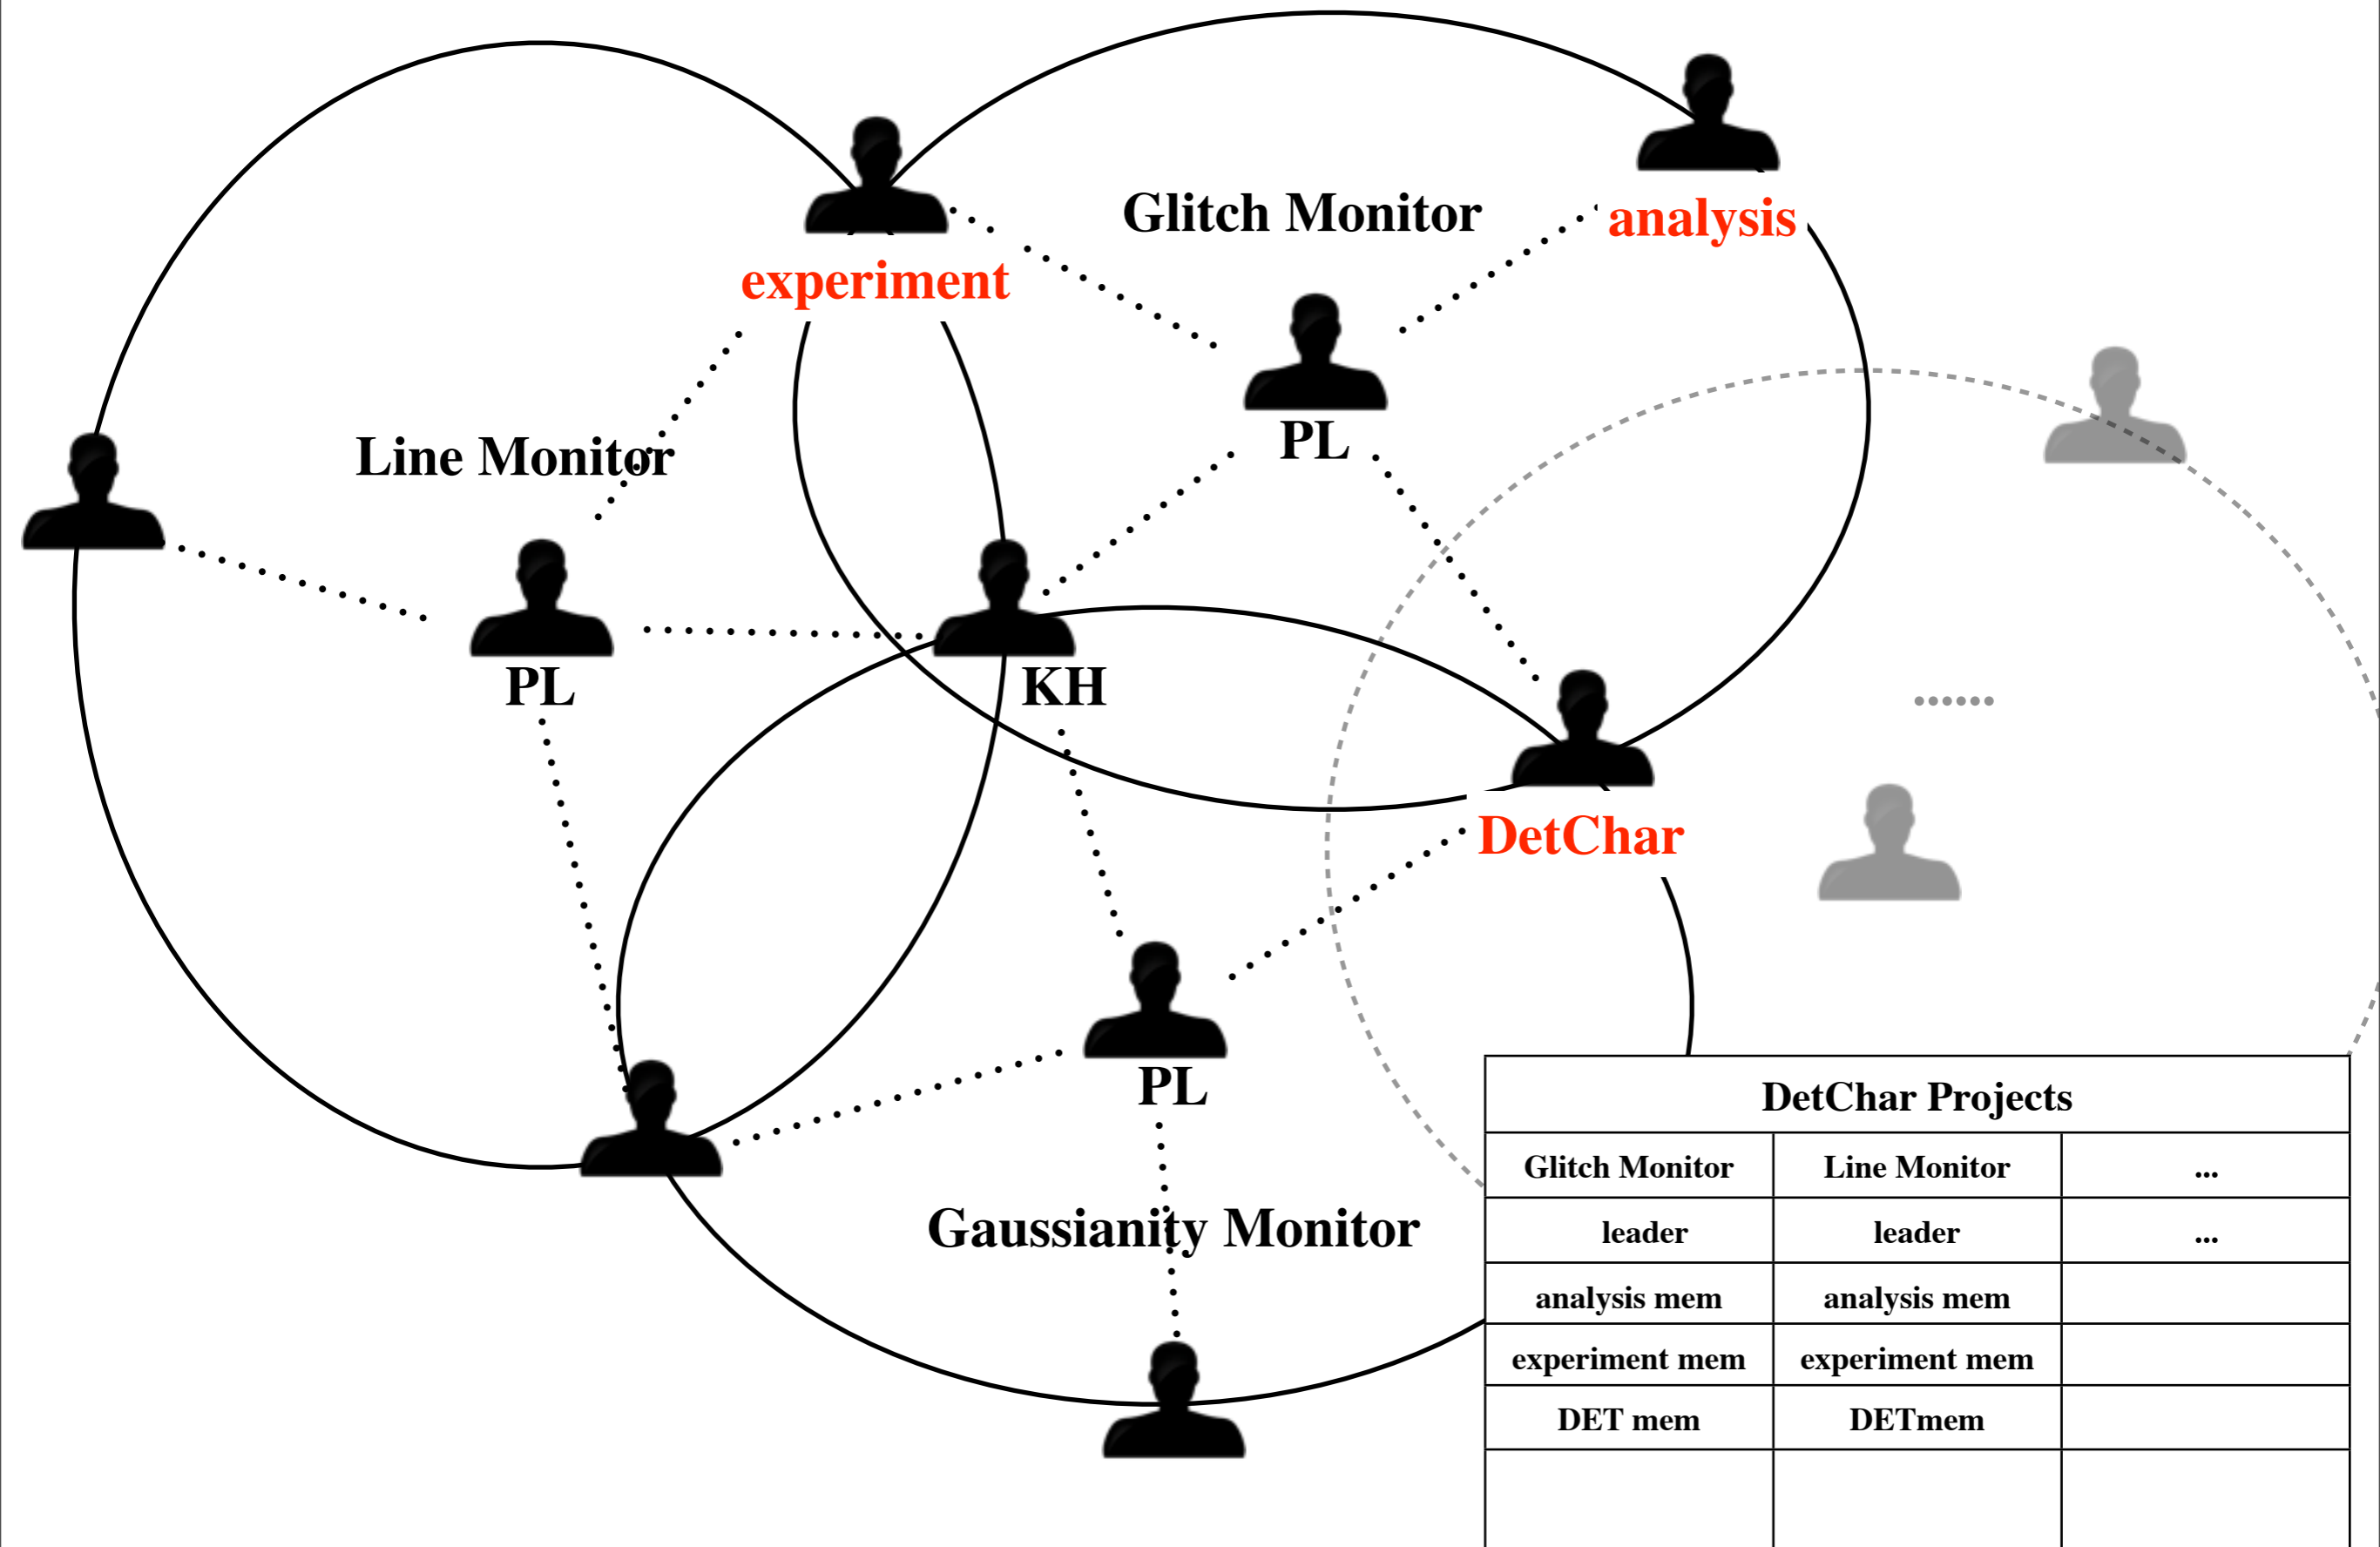 Glitch Monitor
analysis
experiment
PL
Line Monitor
PL
KH
DetChar
PL
Gaussianity Monitor
......
DetChar Projects
Glitch Monitor Line Monitor ...
leader leader ...
analysis mem analysis mem
experiment mem experiment mem
DET mem DETmem